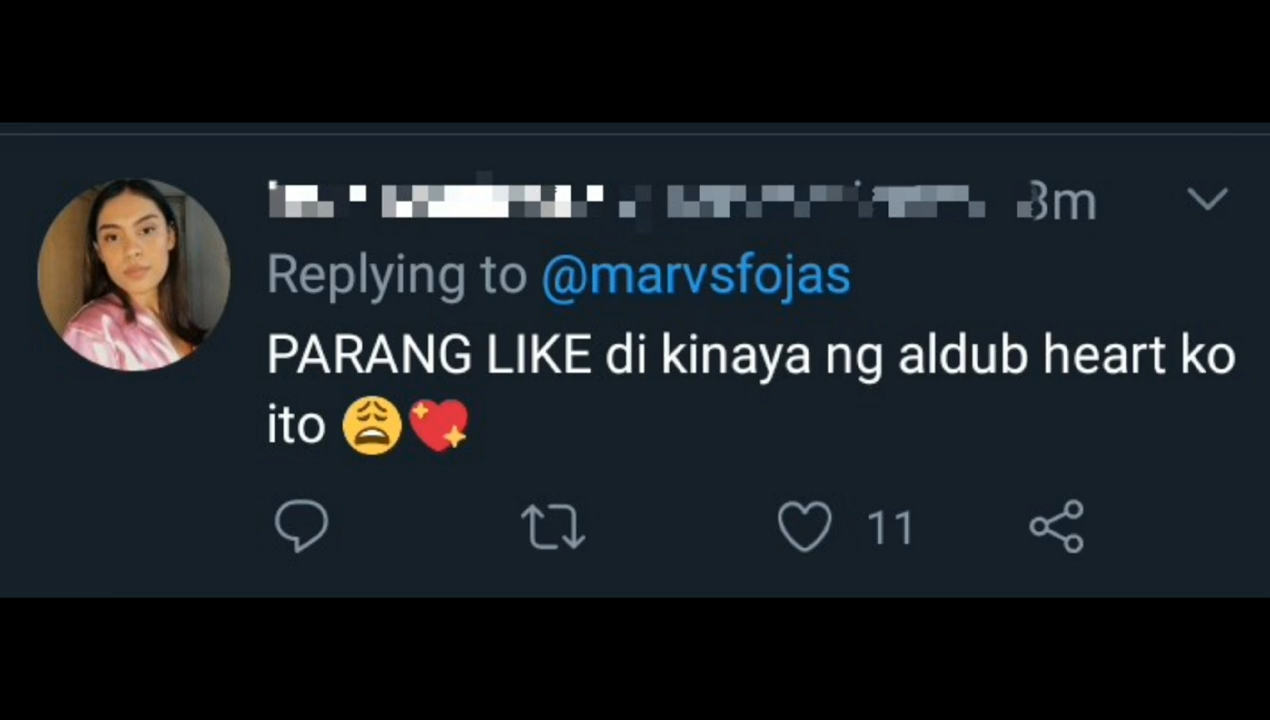 3m
Replying to @marvsfojas
PARANG LIKE di kinaya ng aldub heart ko
ito 😩💖
11